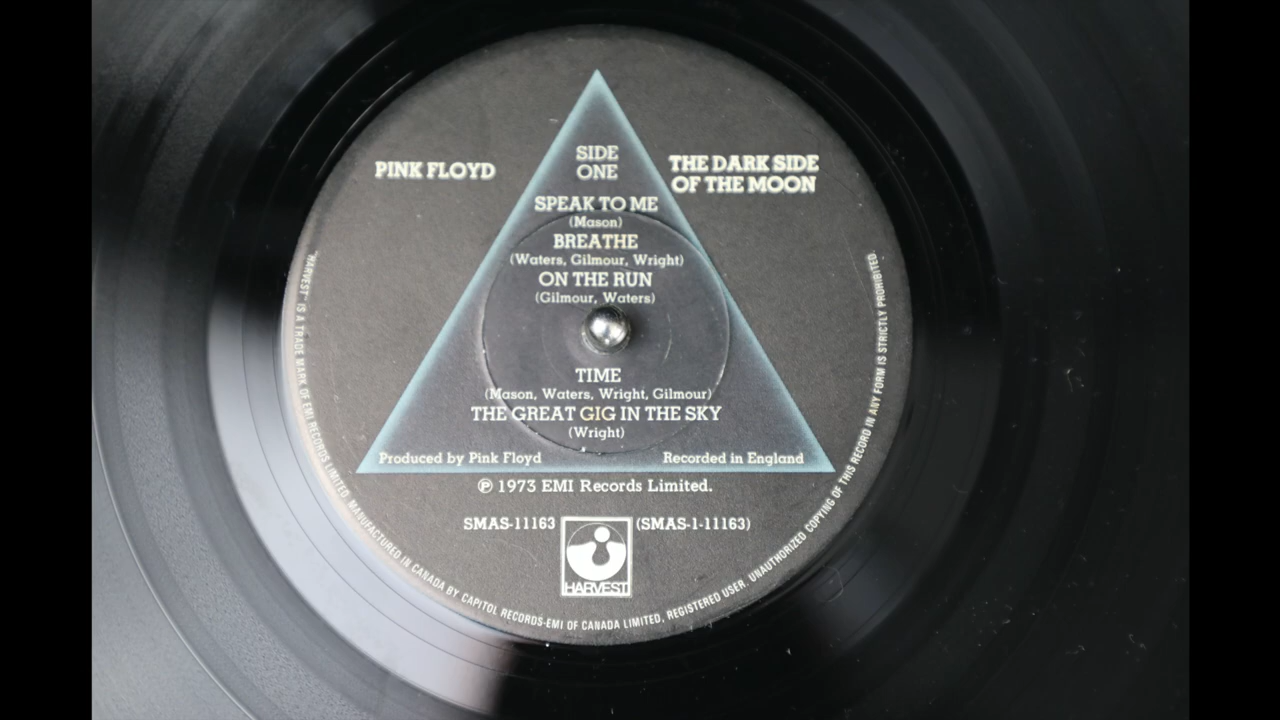 SIDE
ONE
PINK FLOYD
THE DARK SIDE
OF THE MOON
SPEAK TO ME
(Mason)
BREATHE
(Waters, Gilmour, Wright)
ON THE RUN
(Gilmour, Waters)
TIME
(Mason, Waters, Wright, Gilmour)
THE GREAT GIG IN THE SKY
(Wright)
Produced by Pink Floyd
Recorded in England
℗ 1973 EMI Records Limited.
SMAS-11163
(SMAS-1-11163)
HARVEST
"HARVEST" IS A TRADE MARK OF EMI RECORDS LIMITED. MANUFACTURED IN CANADA BY CAPITOL RECORDS-EMI OF CANADA LIMITED, REGISTERED USER. UNAUTHORIZED COPYING OF THIS RECORD IN ANY FORM IS STRICTLY PROHIBITED.